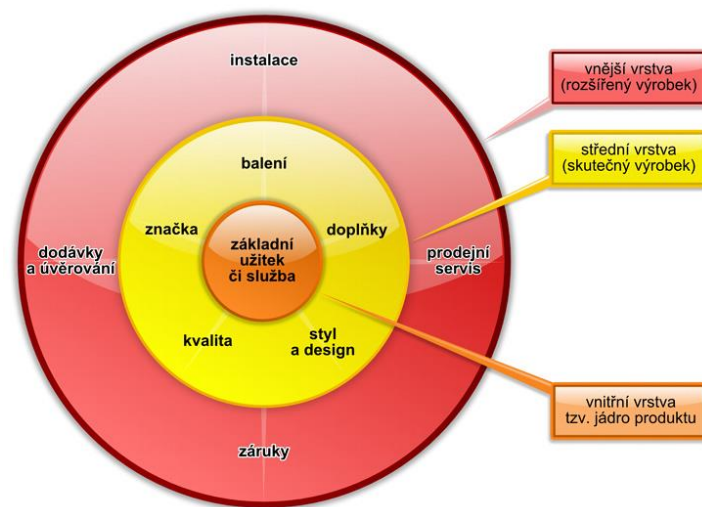 instalace
vnější vrstva
(rozšířený výrobek)
balení
střední vrstva
(skutečný výrobek)
značka
doplňky
základní
užitek
či služba
dodávky
a úvěrování
prodejní
servis
kvalita
styl
a design
vnitřní vrstva
tzv. jádro produktu
záruky